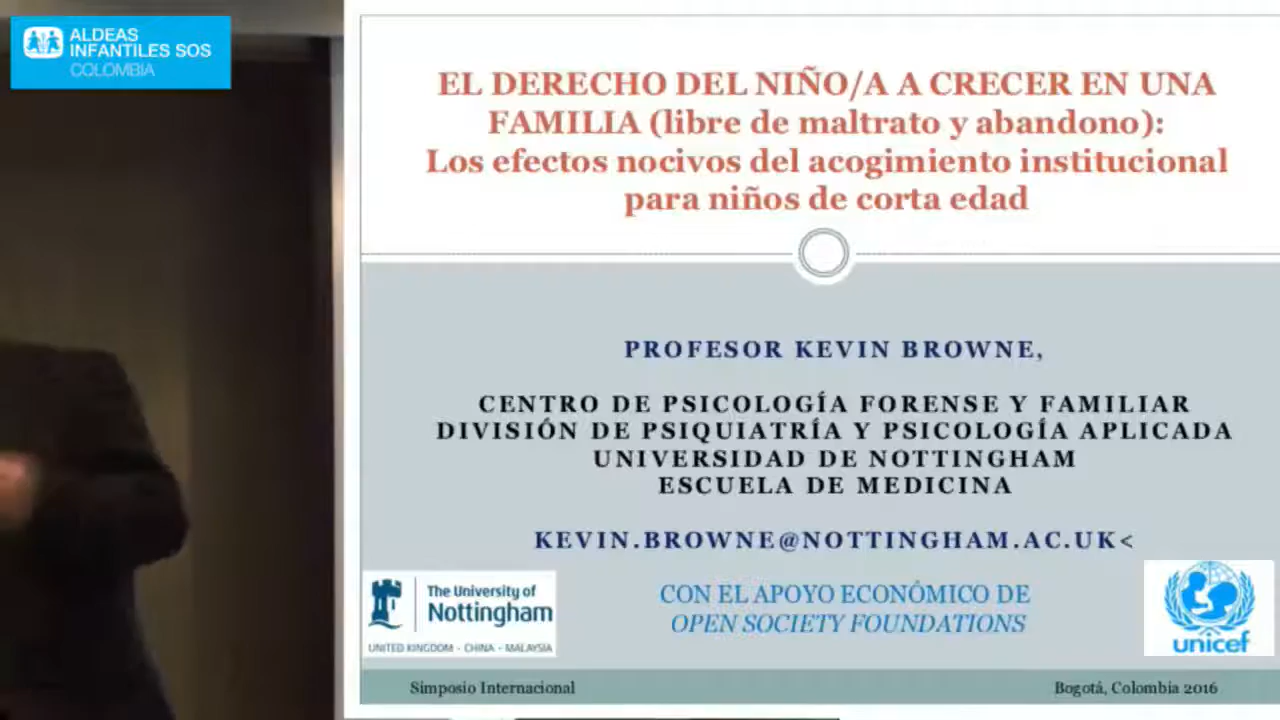 ALDEAS
INFANTILES SOS
COLOMBIA
EL DERECHO DEL NIÑO/A A CRECER EN UNA
FAMILIA (libre de maltrato y abandono):
Los efectos nocivos del acogimiento institucional
para niños de corta edad
PROFESOR KEVIN BROWNE,
CENTRO DE PSICOLOGÍA FORENSE Y FAMILIAR
DIVISIÓN DE PSIQUIATRÍA Y PSICOLOGÍA APLICADA
UNIVERSIDAD DE NOTTINGHAM
ESCUELA DE MEDICINA
KEVIN.BROWNE@NOTTINGHAM.AC.UK<
The University of
Nottingham
UNITED KINGDOM - CHINA - MALAYSIA
CON EL APOYO ECONÓMICO DE
OPEN SOCIETY FOUNDATIONS
unicef
Simposio Internacional
Bogotá, Colombia 2016